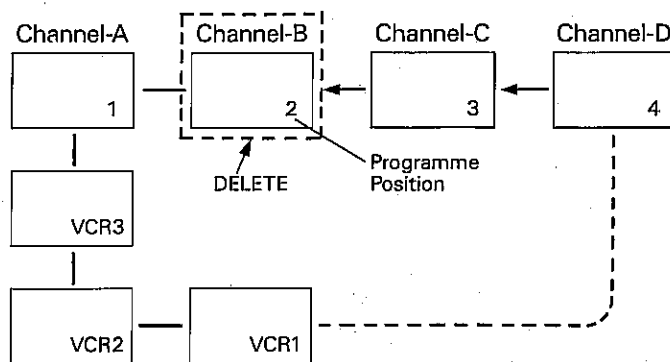 Channel-A Channel-B Channel-C Channel-D
1 2 3 4
DELETE Programme
Position
VCR3
VCR2 VCR1